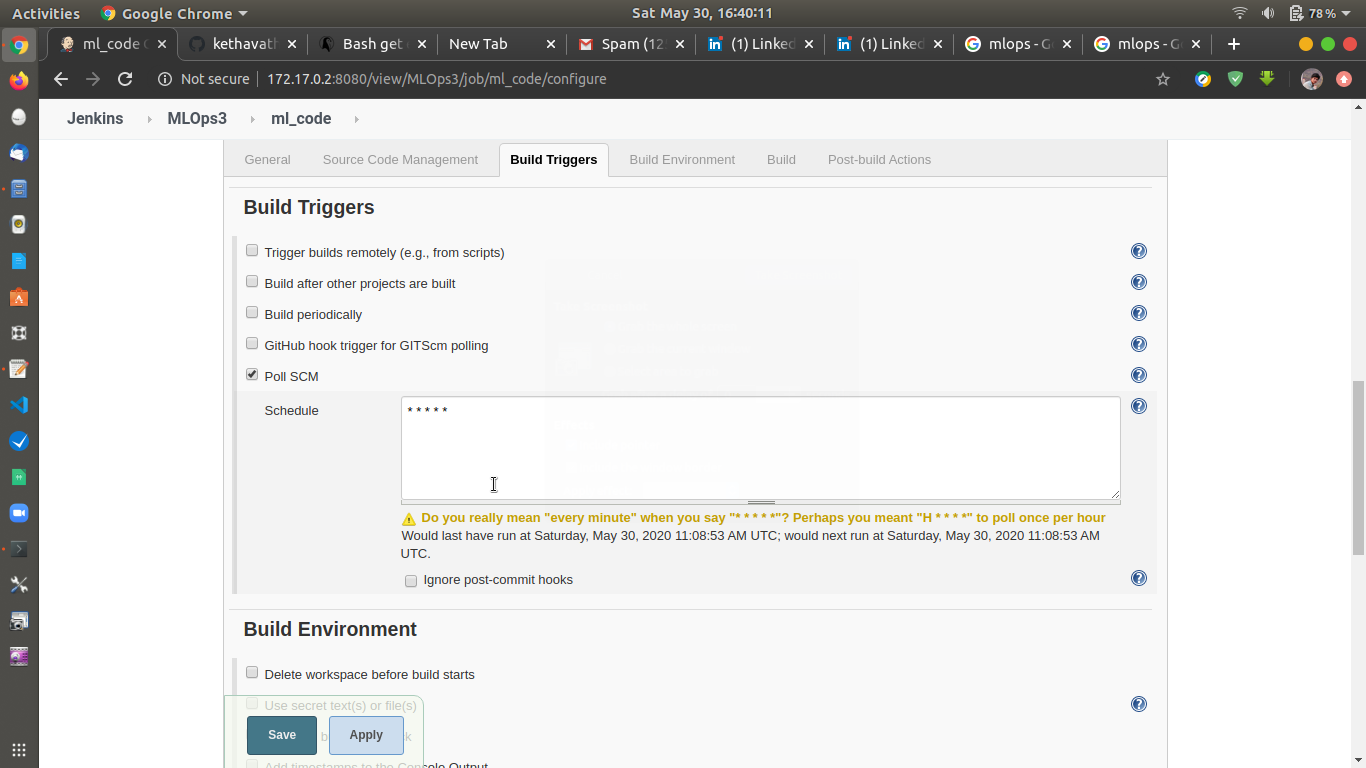 Activities Google Chrome Sat May 30, 16:40:11 78 %
ml_code kethavath Bash get New Tab Spam (12 (1) Linked (1) Linked mlops - G mlops - G
Not secure 172.17.0.2:8080/view/MLOps3/job/ml_code/configure
Jenkins MLOps3 ml_code
General Source Code Management Build Triggers Build Environment Build Post-build Actions
Build Triggers
Trigger builds remotely (e.g., from scripts)
Build after other projects are built
Build periodically
GitHub hook trigger for GITScm polling
Poll SCM
Schedule
* * * * *
Do you really mean "every minute" when you say "* * * * *"? Perhaps you meant "H * * * *" to poll once per hour
Would last have run at Saturday, May 30, 2020 11:08:53 AM UTC; would next run at Saturday, May 30, 2020 11:08:53 AM
UTC.
Ignore post-commit hooks
Build Environment
Delete workspace before build starts
Use secret text(s) or file(s)
Save Apply
Add timestamps to the Console Output